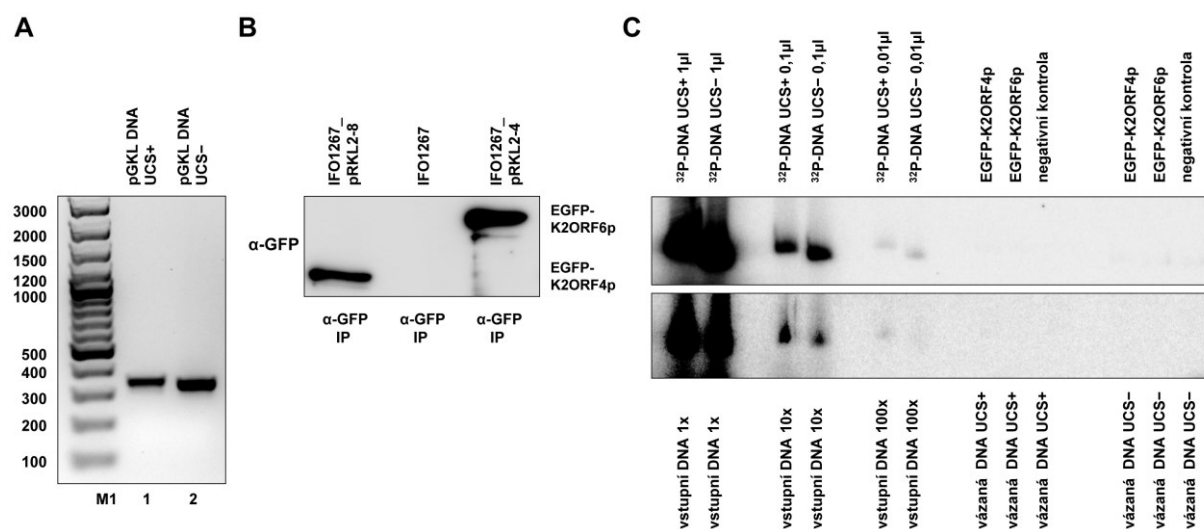 A
pGKL DNA
UCS+
pGKL DNA
UCS−
3000
2000
1500
1200
1000
500
400
300
200
100
M1
1
2
B
IFO1267_
pRKL2-8
IFO1267
IFO1267_
pRKL2-4
α-GFP
EGFP-
K2ORF6p
EGFP-
K2ORF4p
α-GFP
IP
α-GFP
IP
α-GFP
IP
C
³²P-DNA UCS+ 1µl
³²P-DNA UCS− 1µl
³²P-DNA UCS+ 0,1µl
³²P-DNA UCS− 0,1µl
³²P-DNA UCS+ 0,01µl
³²P-DNA UCS− 0,01µl
EGFP-K2ORF4p
EGFP-K2ORF6p
negativní kontrola
EGFP-K2ORF4p
EGFP-K2ORF6p
negativní kontrola
vstupní DNA 1x
vstupní DNA 1x
vstupní DNA 10x
vstupní DNA 10x
vstupní DNA 100x
vstupní DNA 100x
vázaná DNA UCS+
vázaná DNA UCS+
vázaná DNA UCS+
vázaná DNA UCS−
vázaná DNA UCS−
vázaná DNA UCS−